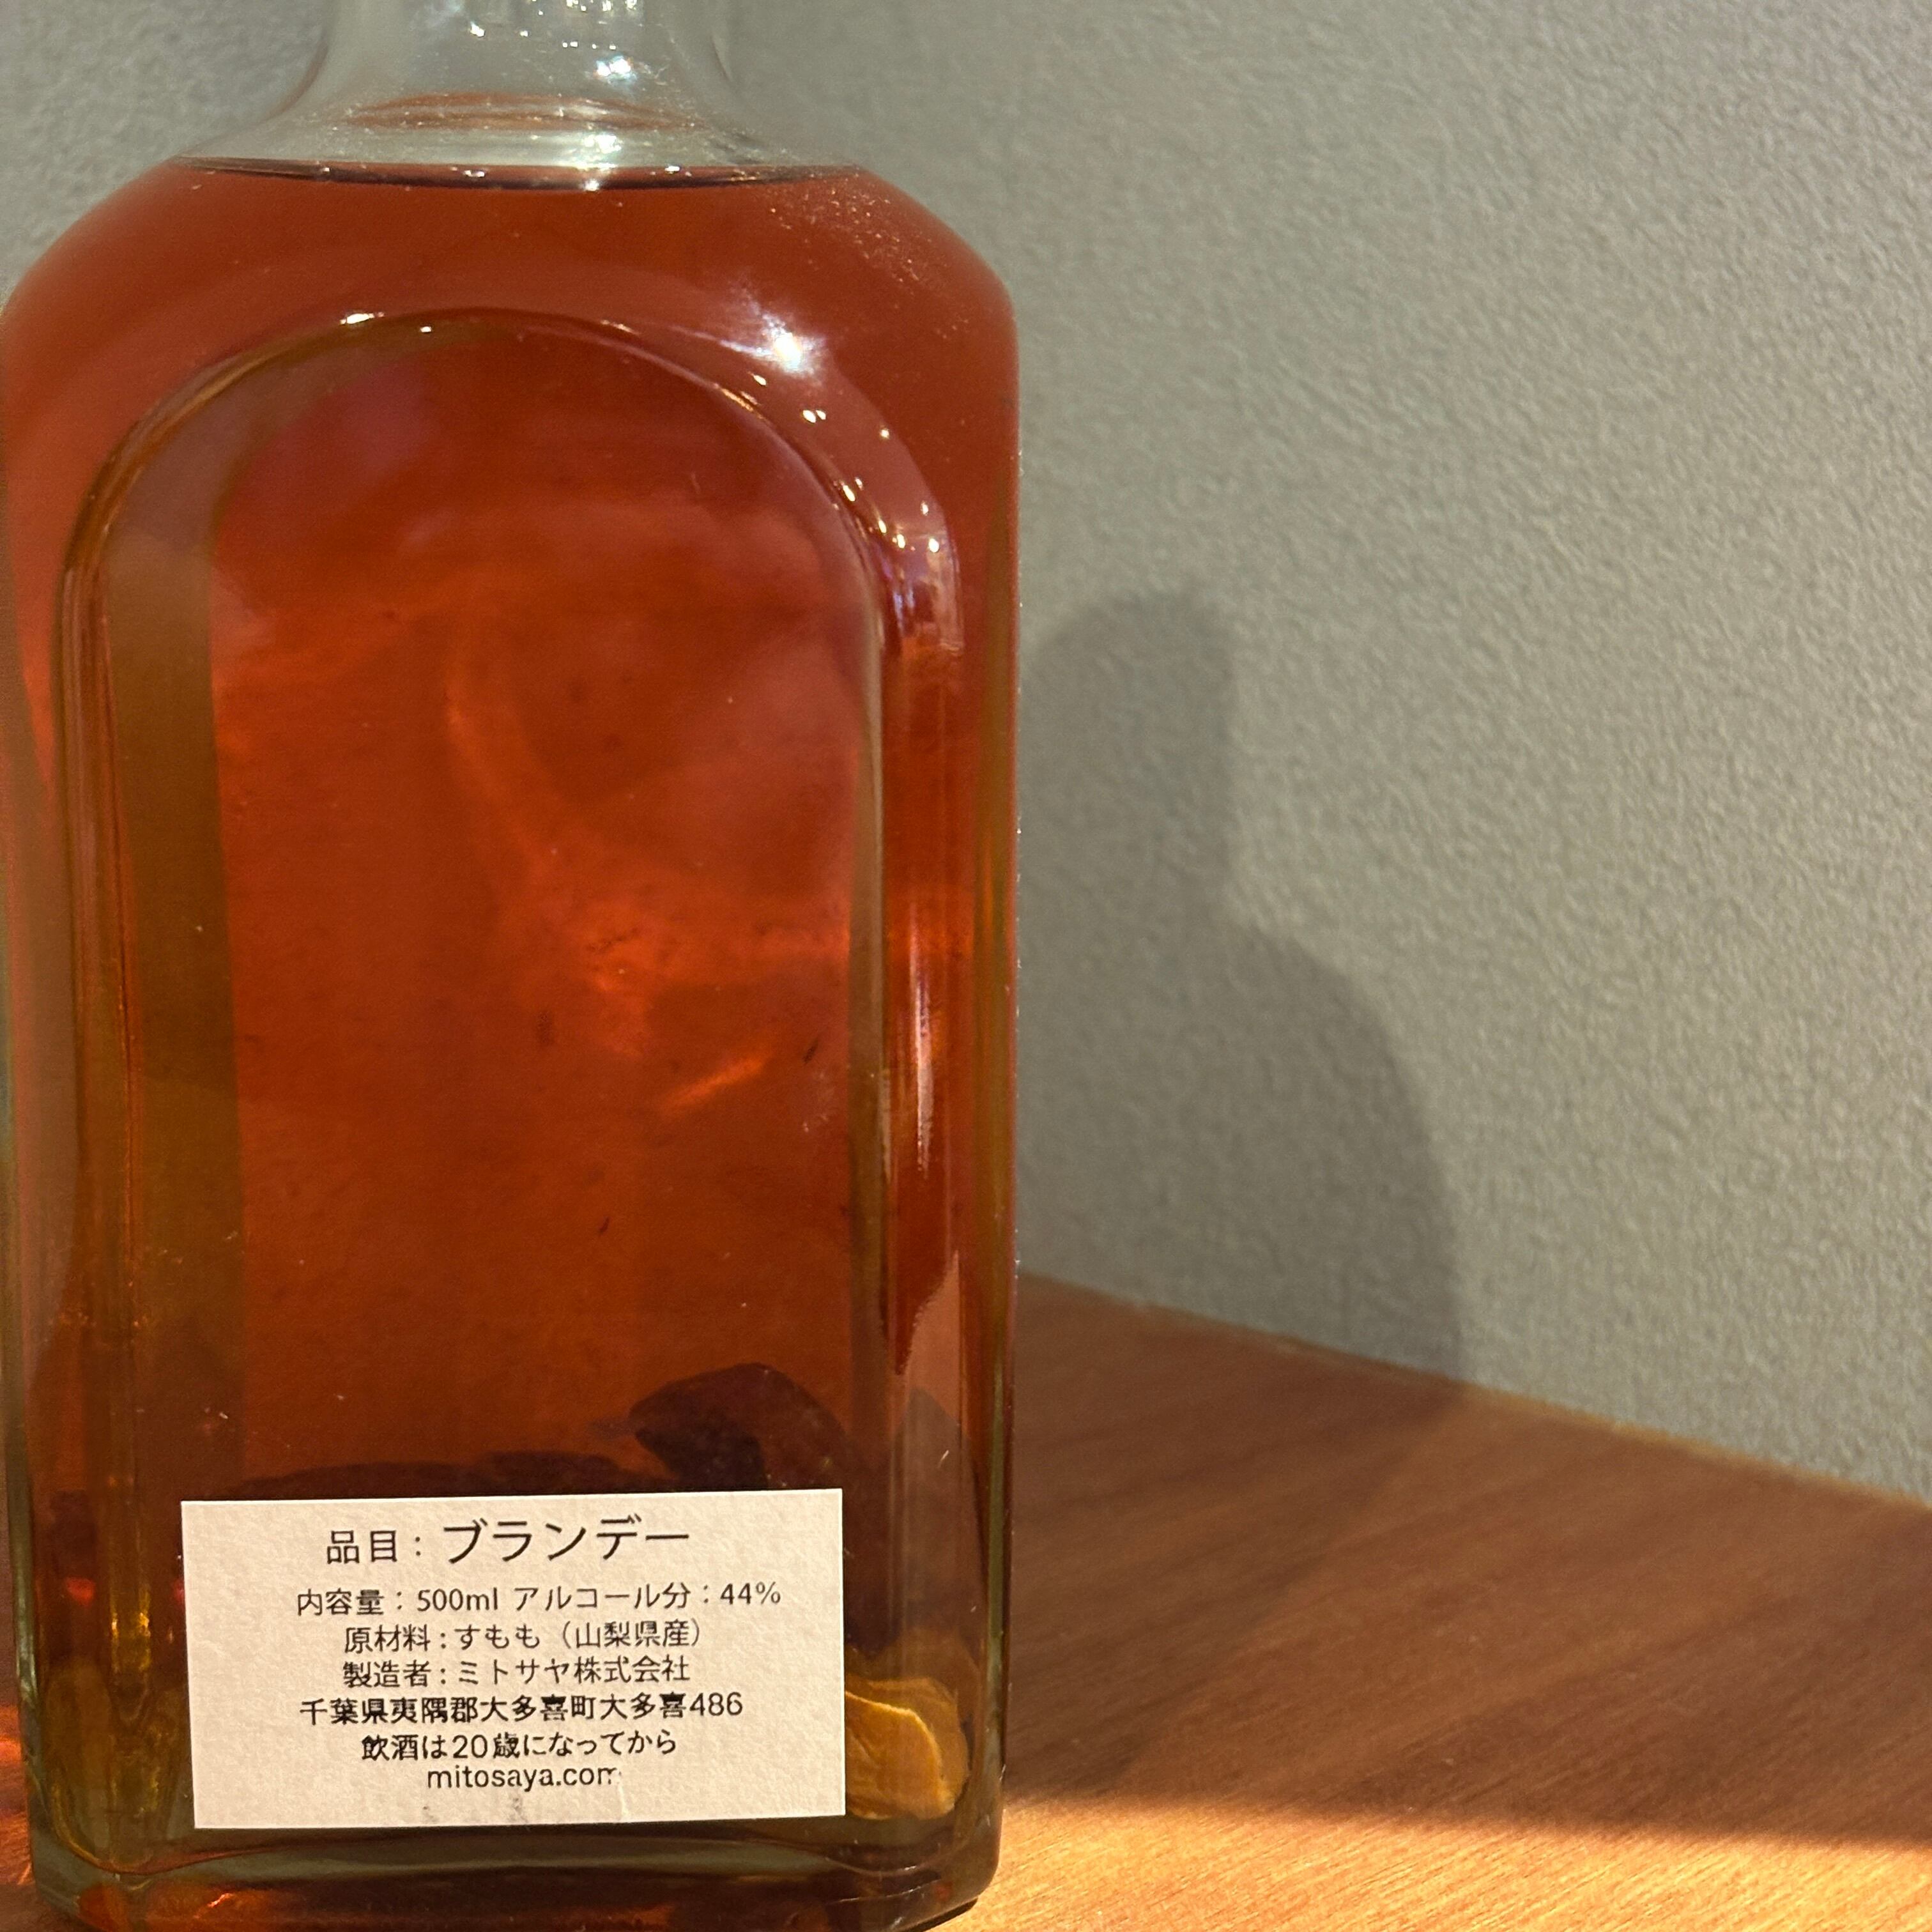 品目：ブランデー
内容量：500ml アルコール分：44%
原材料：すもも（山梨県産）
製造者：ミトサヤ株式会社
千葉県夷隅郡大多喜町大多喜486
飲酒は20歳になってから
mitosaya.com